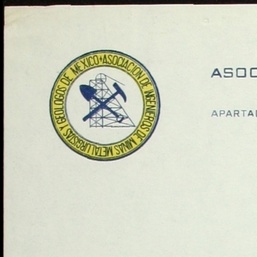 ASOCIACION DE INGENIEROS DE MINAS METALURGISTAS Y GEOLOGOS DE MEXICO
ASOC
APARTA